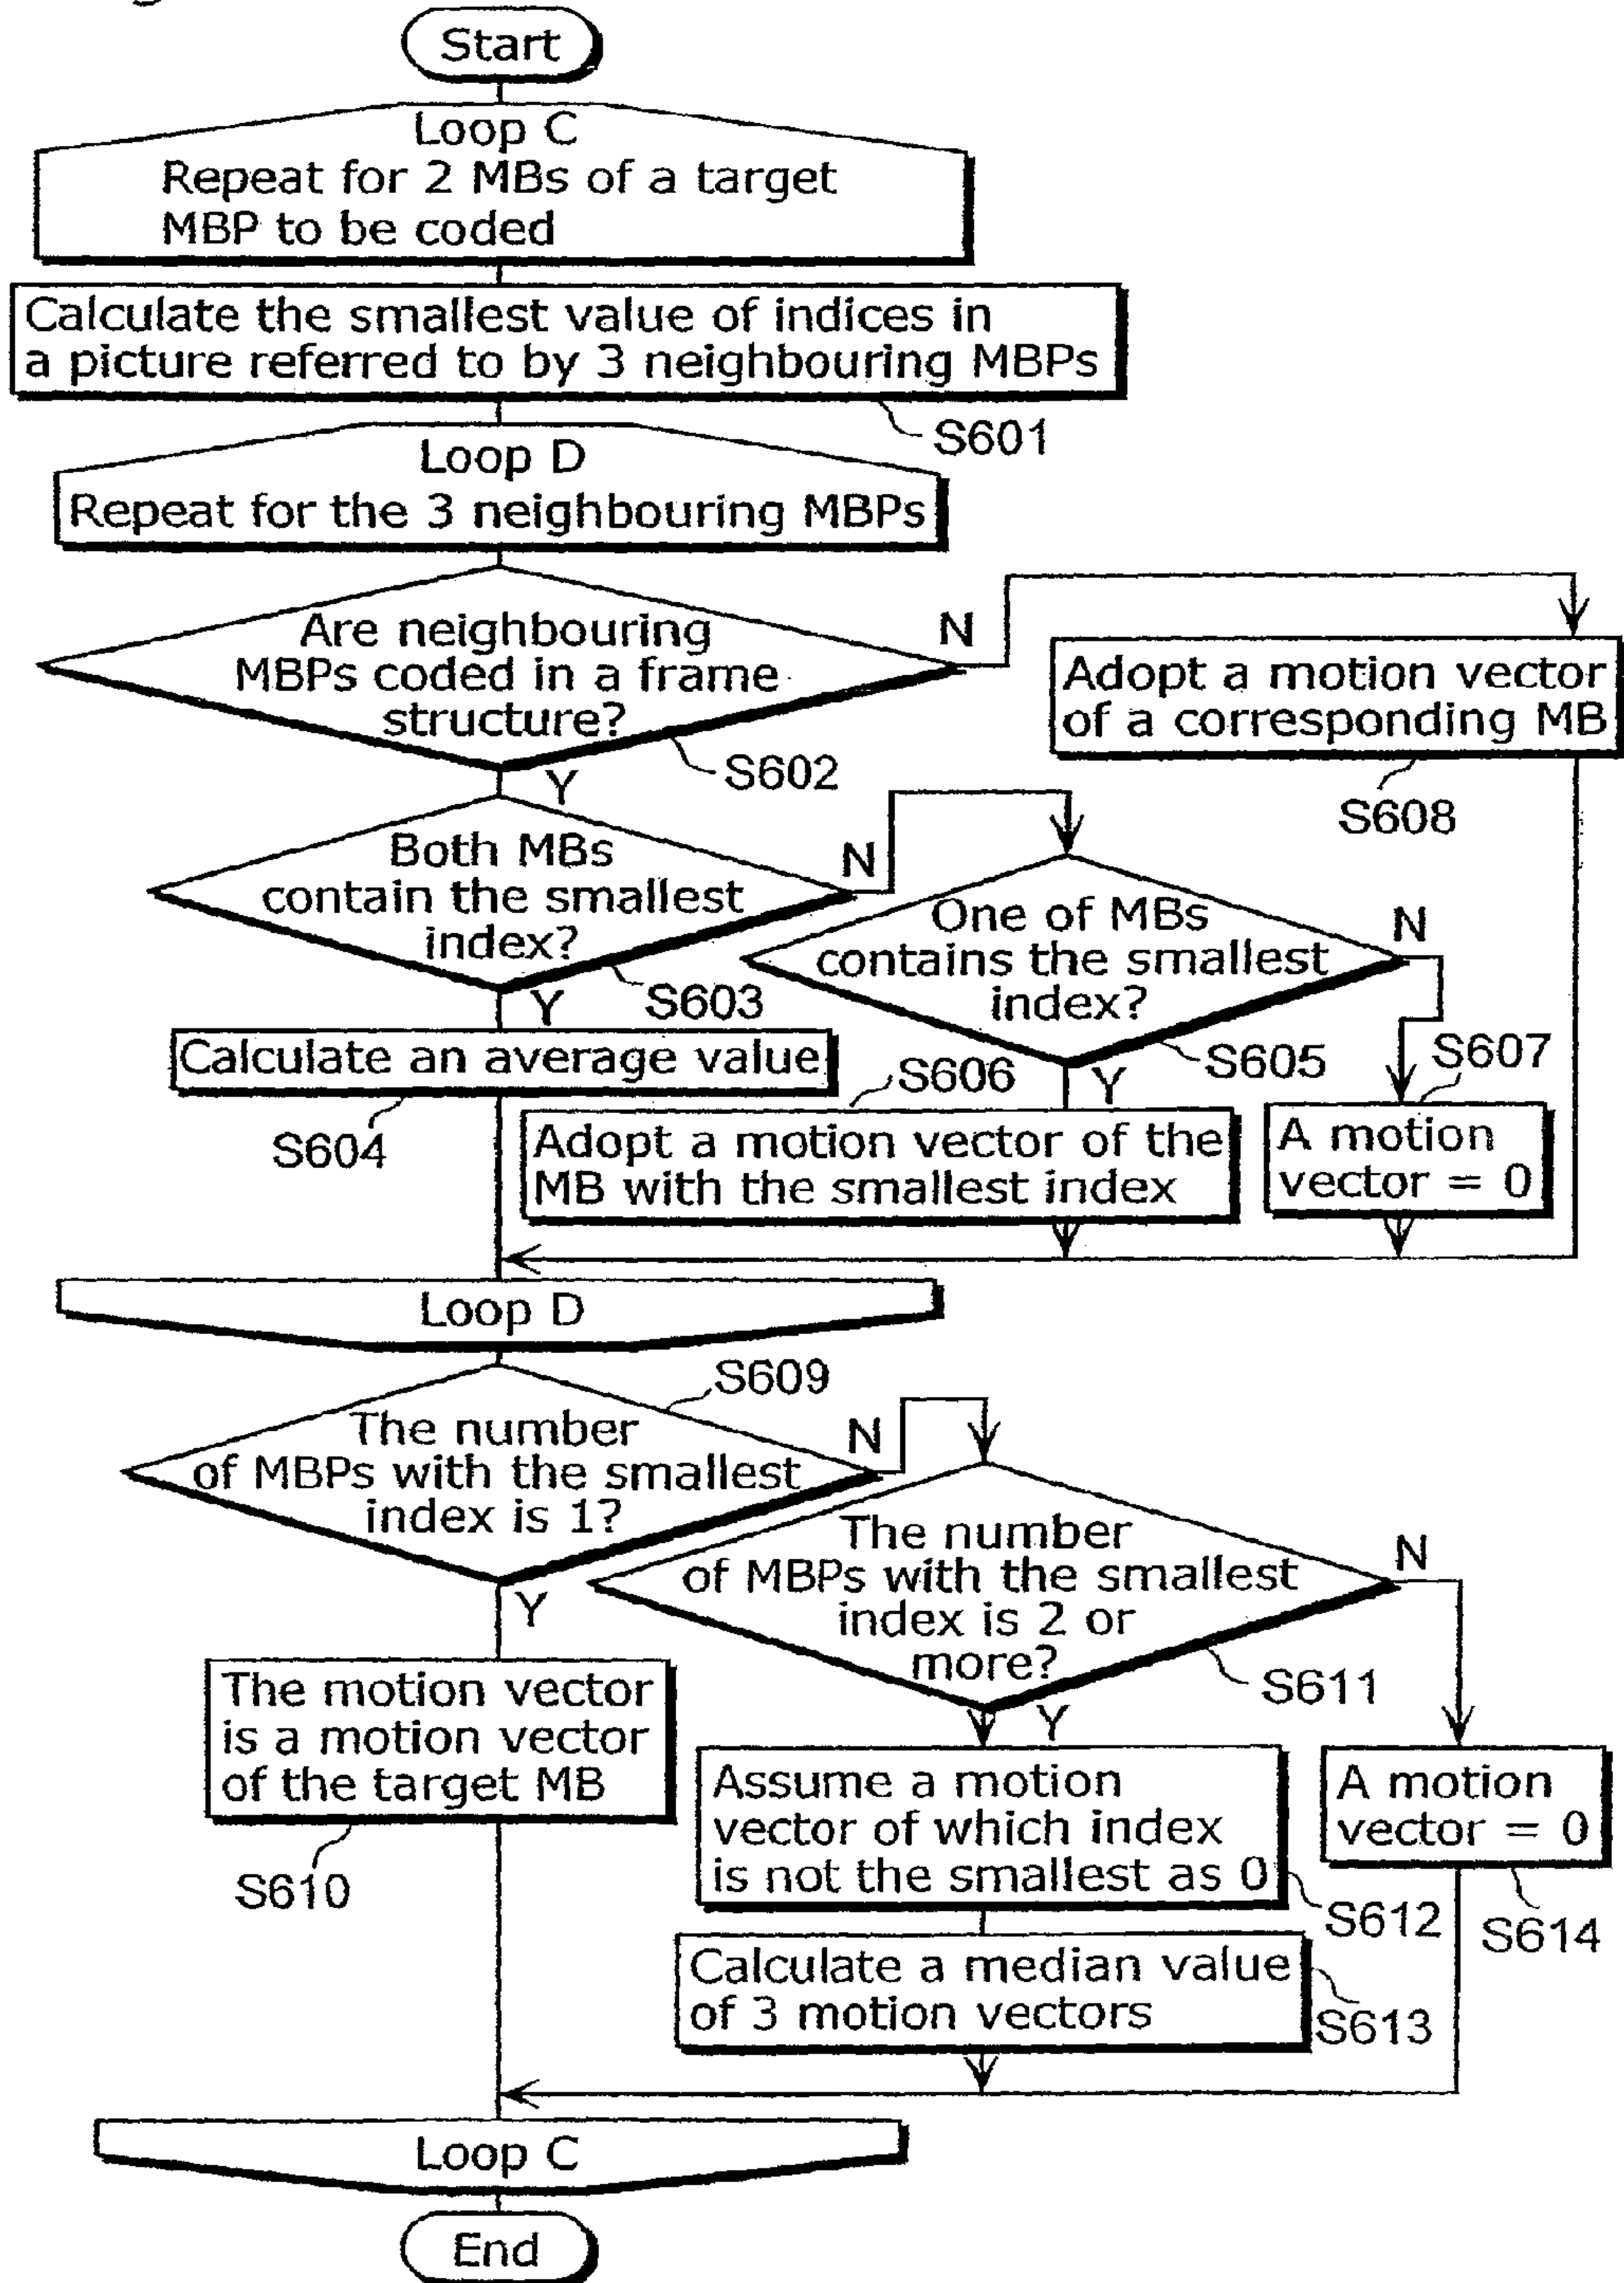 Start
Loop C
Repeat for 2 MBs of a target
MBP to be coded
Calculate the smallest value of indices in
a picture referred to by 3 neighbouring MBPs
S601
Loop D
Repeat for the 3 neighbouring MBPs
Are neighbouring
MBPs coded in a frame
structure?
N
Y
S602
Adopt a motion vector
of a corresponding MB
S608
Both MBs
contain the smallest
index?
N
Y
S603
One of MBs
contains the smallest
index?
N
Y
S605
Calculate an average value
S604
S606
Adopt a motion vector of the
MB with the smallest index
S607
A motion
vector = 0
Loop D
S609
The number
of MBPs with the smallest
index is 1?
N
Y
The number
of MBPs with the smallest
index is 2 or
more?
N
Y
S611
The motion vector
is a motion vector
of the target MB
S610
Assume a motion
vector of which index
is not the smallest as 0
S612
A motion
vector = 0
S614
Calculate a median value
of 3 motion vectors
S613
Loop C
End